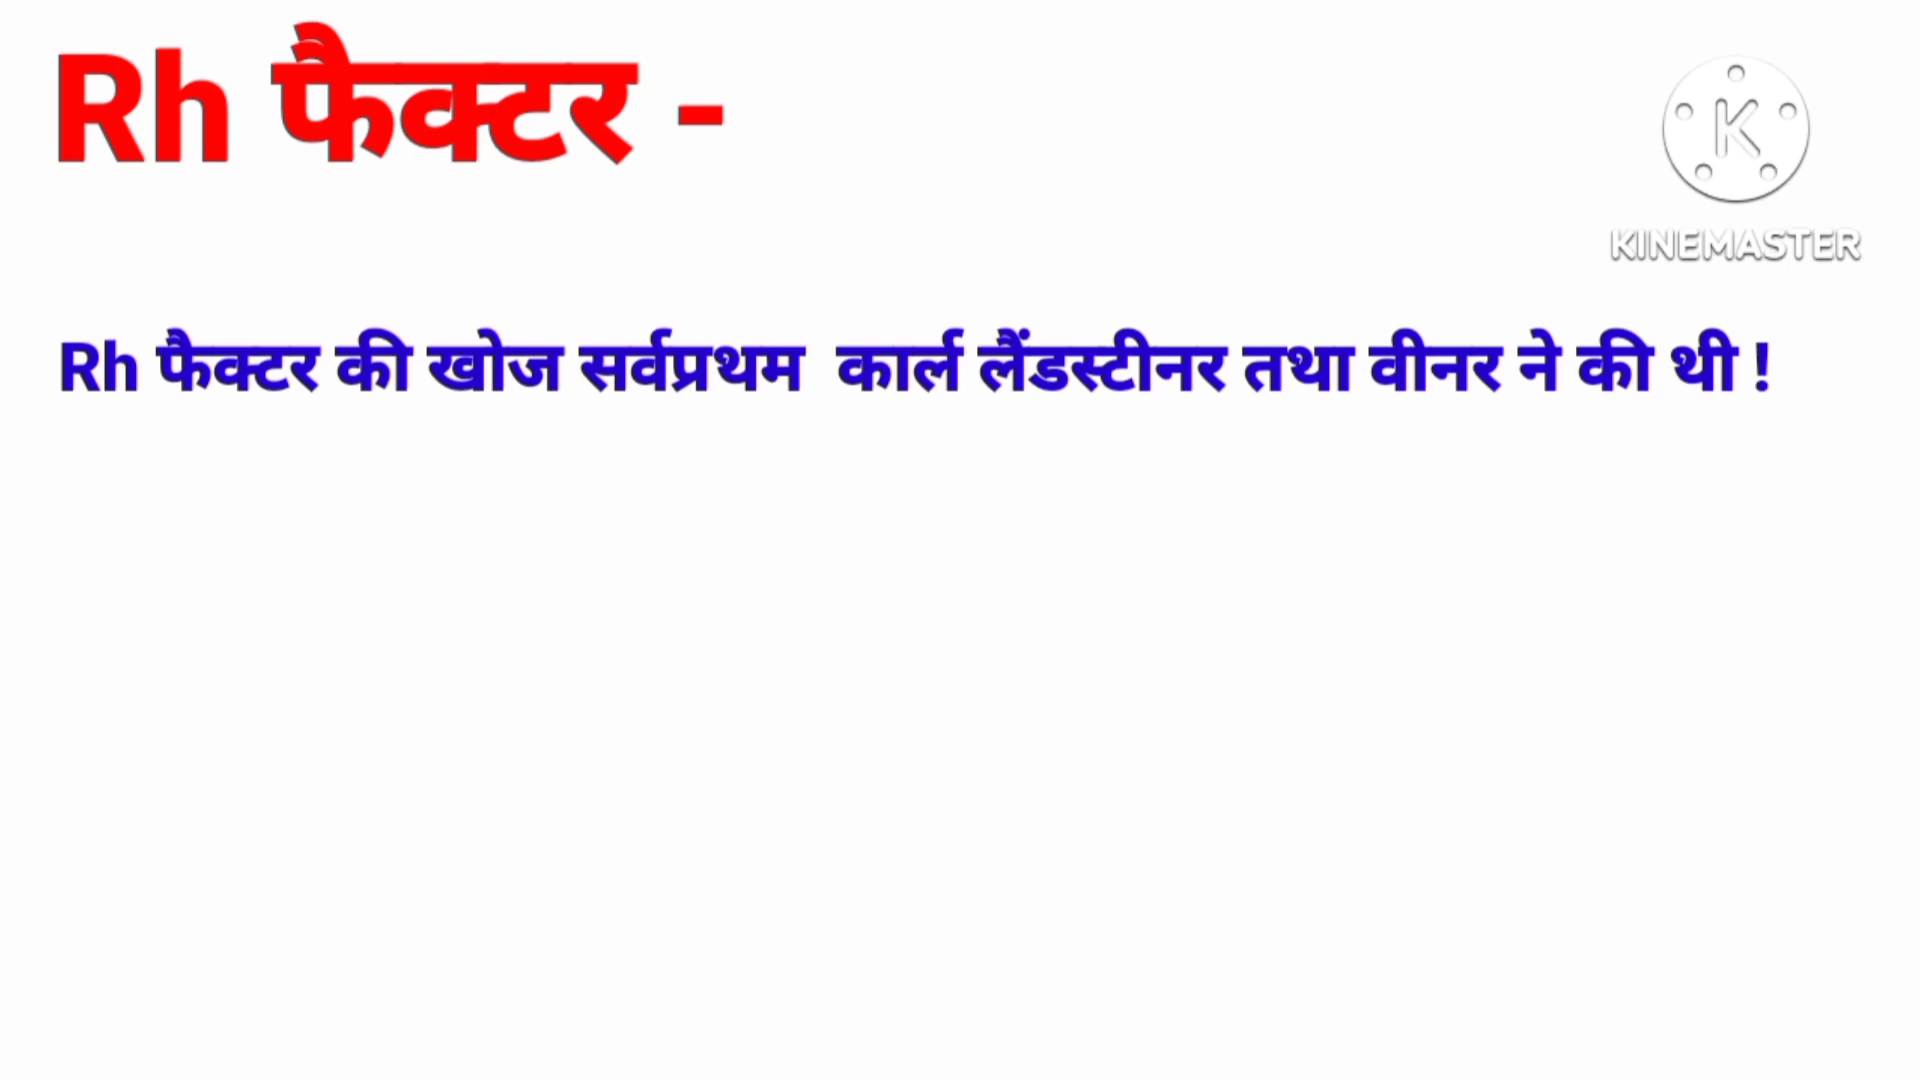 Rh फैक्टर -
KINEMASTER
Rh फैक्टर की खोज सर्वप्रथम  कार्ल लैंडस्टीनर तथा वीनर ने की थी !